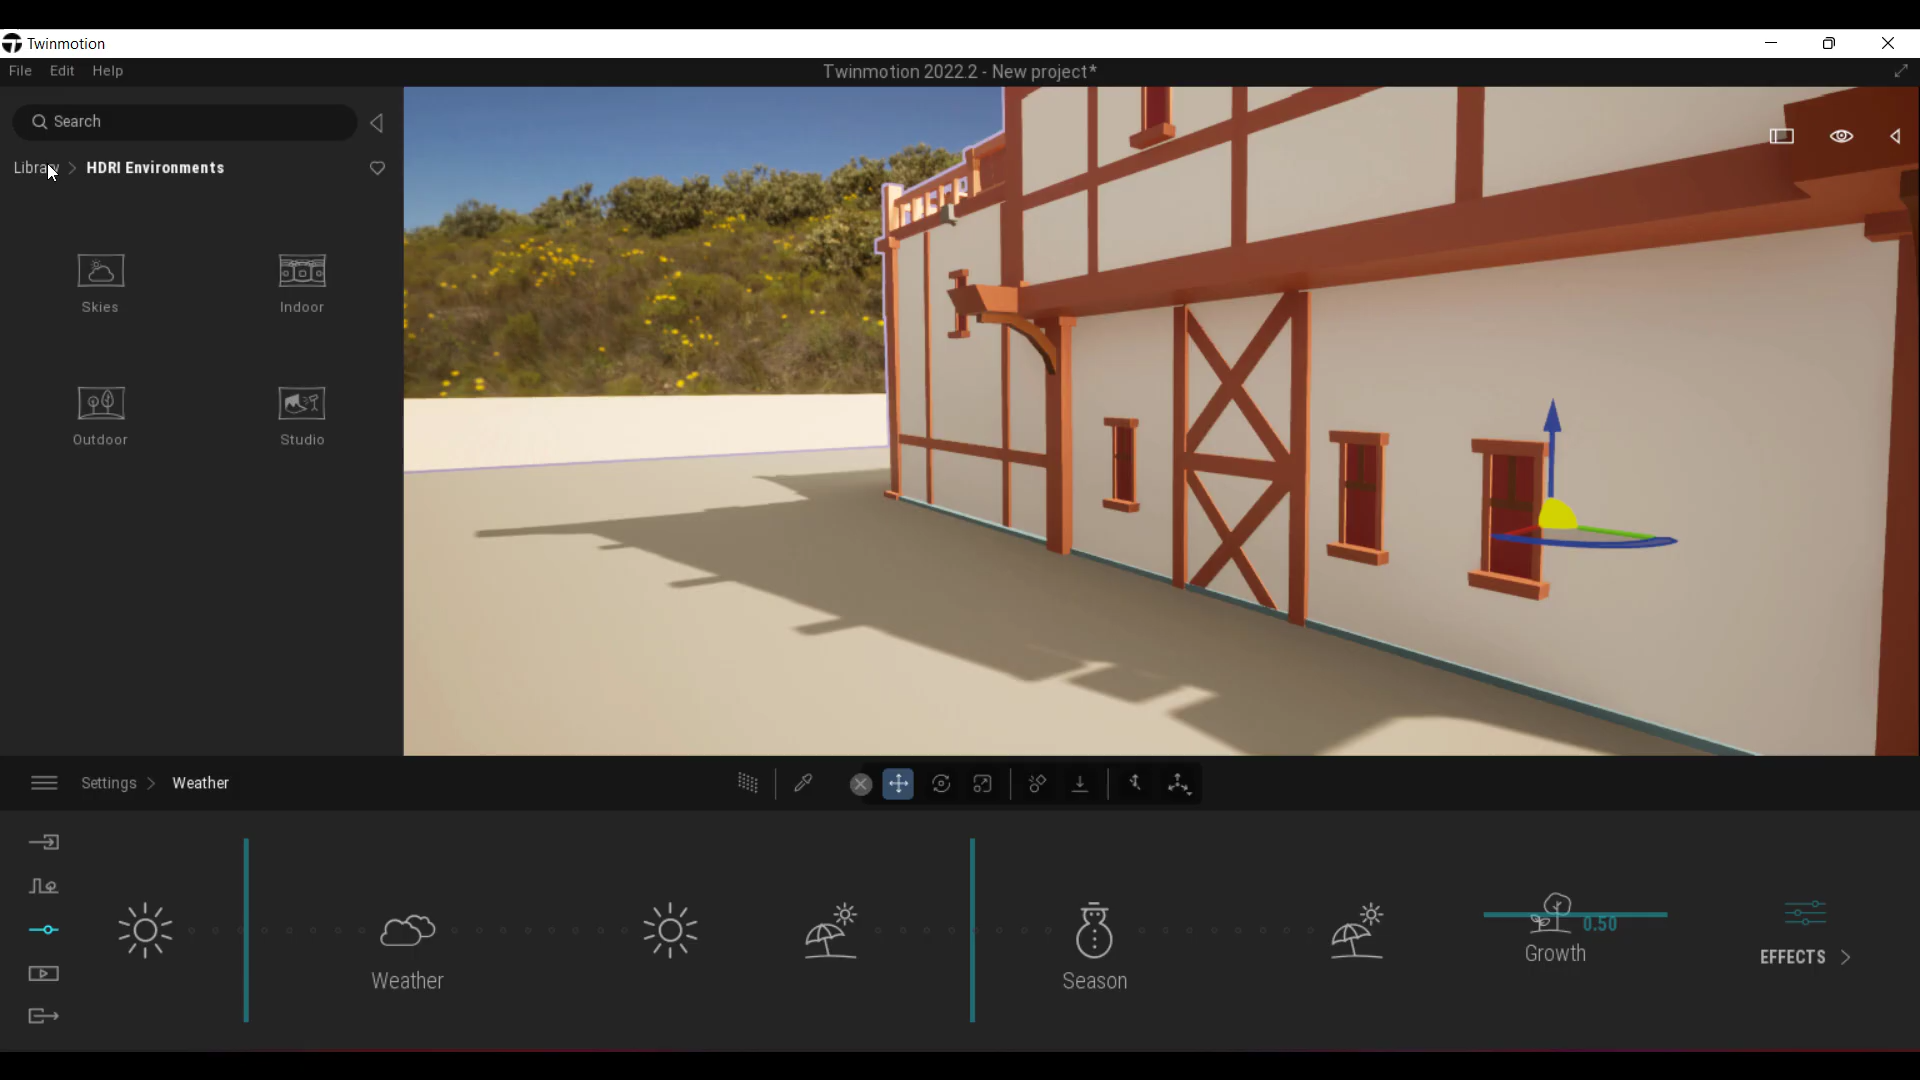 Twinmotion
File Edit Help
Twinmotion 2022.2 - New project*
Search
Library > HDRI Environments
Skies
Indoor
Outdoor
Studio
Settings > Weather
Weather
Season
0.50
Growth
EFFECTS >